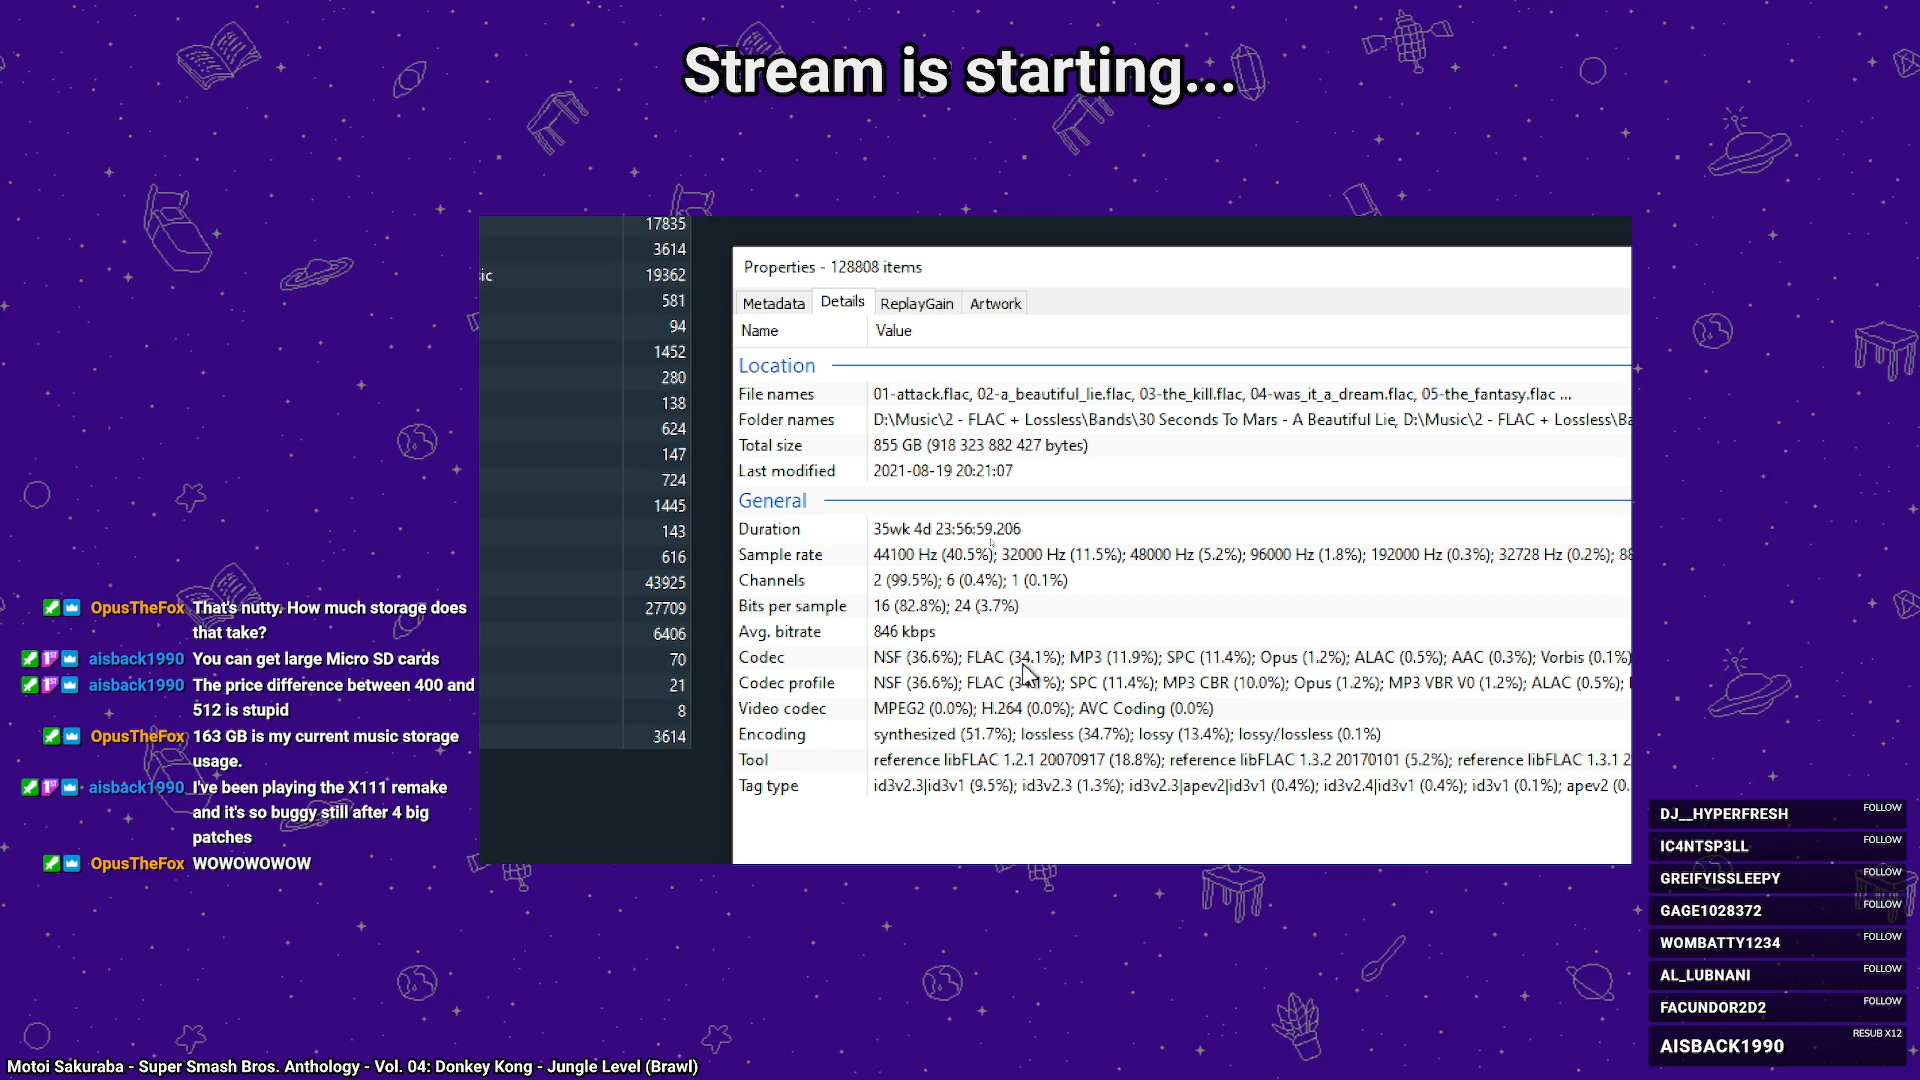 Stream is starting...
17835
3614
sic 19362
581
94
1452
280
138
624
147
724
1445
143
616
43925
27709
6406
70
21
8
3614
Properties - 128808 items
Metadata Details ReplayGain Artwork
Name Value
Location
File names 01-attack.flac, 02-a_beautiful_lie.flac, 03-the_kill.flac, 04-was_it_a_dream.flac, 05-the_fantasy.flac ...
Folder names D:\Music\2 - FLAC + Lossless\Bands\30 Seconds To Mars - A Beautiful Lie, D:\Music\2 - FLAC + Lossless\Ba
Total size 855 GB (918 323 882 427 bytes)
Last modified 2021-08-19 20:21:07
General
Duration 35wk 4d 23:56:59.206
Sample rate 44100 Hz (40.5%); 32000 Hz (11.5%); 48000 Hz (5.2%); 96000 Hz (1.8%); 192000 Hz (0.3%); 32728 Hz (0.2%); 88
Channels 2 (99.5%); 6 (0.4%); 1 (0.1%)
Bits per sample 16 (82.8%); 24 (3.7%)
Avg. bitrate 846 kbps
Codec NSF (36.6%); FLAC (34.1%); MP3 (11.9%); SPC (11.4%); Opus (1.2%); ALAC (0.5%); AAC (0.3%); Vorbis (0.1%)
Codec profile NSF (36.6%); FLAC (34.1%); SPC (11.4%); MP3 CBR (10.0%); Opus (1.2%); MP3 VBR V0 (1.2%); ALAC (0.5%);
Video codec MPEG2 (0.0%); H.264 (0.0%); AVC Coding (0.0%)
Encoding synthesized (51.7%); lossless (34.7%); lossy (13.4%); lossy/lossless (0.1%)
Tool reference libFLAC 1.2.1 20070917 (18.8%); reference libFLAC 1.3.2 20170101 (5.2%); reference libFLAC 1.3.1 2
Tag type id3v2.3|id3v1 (9.5%); id3v2.3 (1.3%); id3v2.3|apev2|id3v1 (0.4%); id3v2.4|id3v1 (0.4%); id3v1 (0.1%); apev2 (0.
OpusTheFox That's nutty. How much storage does
that take?
aisback1990 You can get large Micro SD cards
aisback1990 The price difference between 400 and
512 is stupid
OpusTheFox 163 GB is my current music storage
usage.
aisback1990 I've been playing the X111 remake
and it's so buggy still after 4 big
patches
OpusTheFox WOWOWOWOW
DJ__HYPERFRESH FOLLOW
IC4NTSP3LL FOLLOW
GREIFYISSLEEPY FOLLOW
GAGE1028372 FOLLOW
WOMBATTY1234 FOLLOW
AL_LUBNANI FOLLOW
FACUNDOR2D2 FOLLOW
AISBACK1990 RESUB X12
Motoi Sakuraba - Super Smash Bros. Anthology - Vol. 04: Donkey Kong - Jungle Level (Brawl)